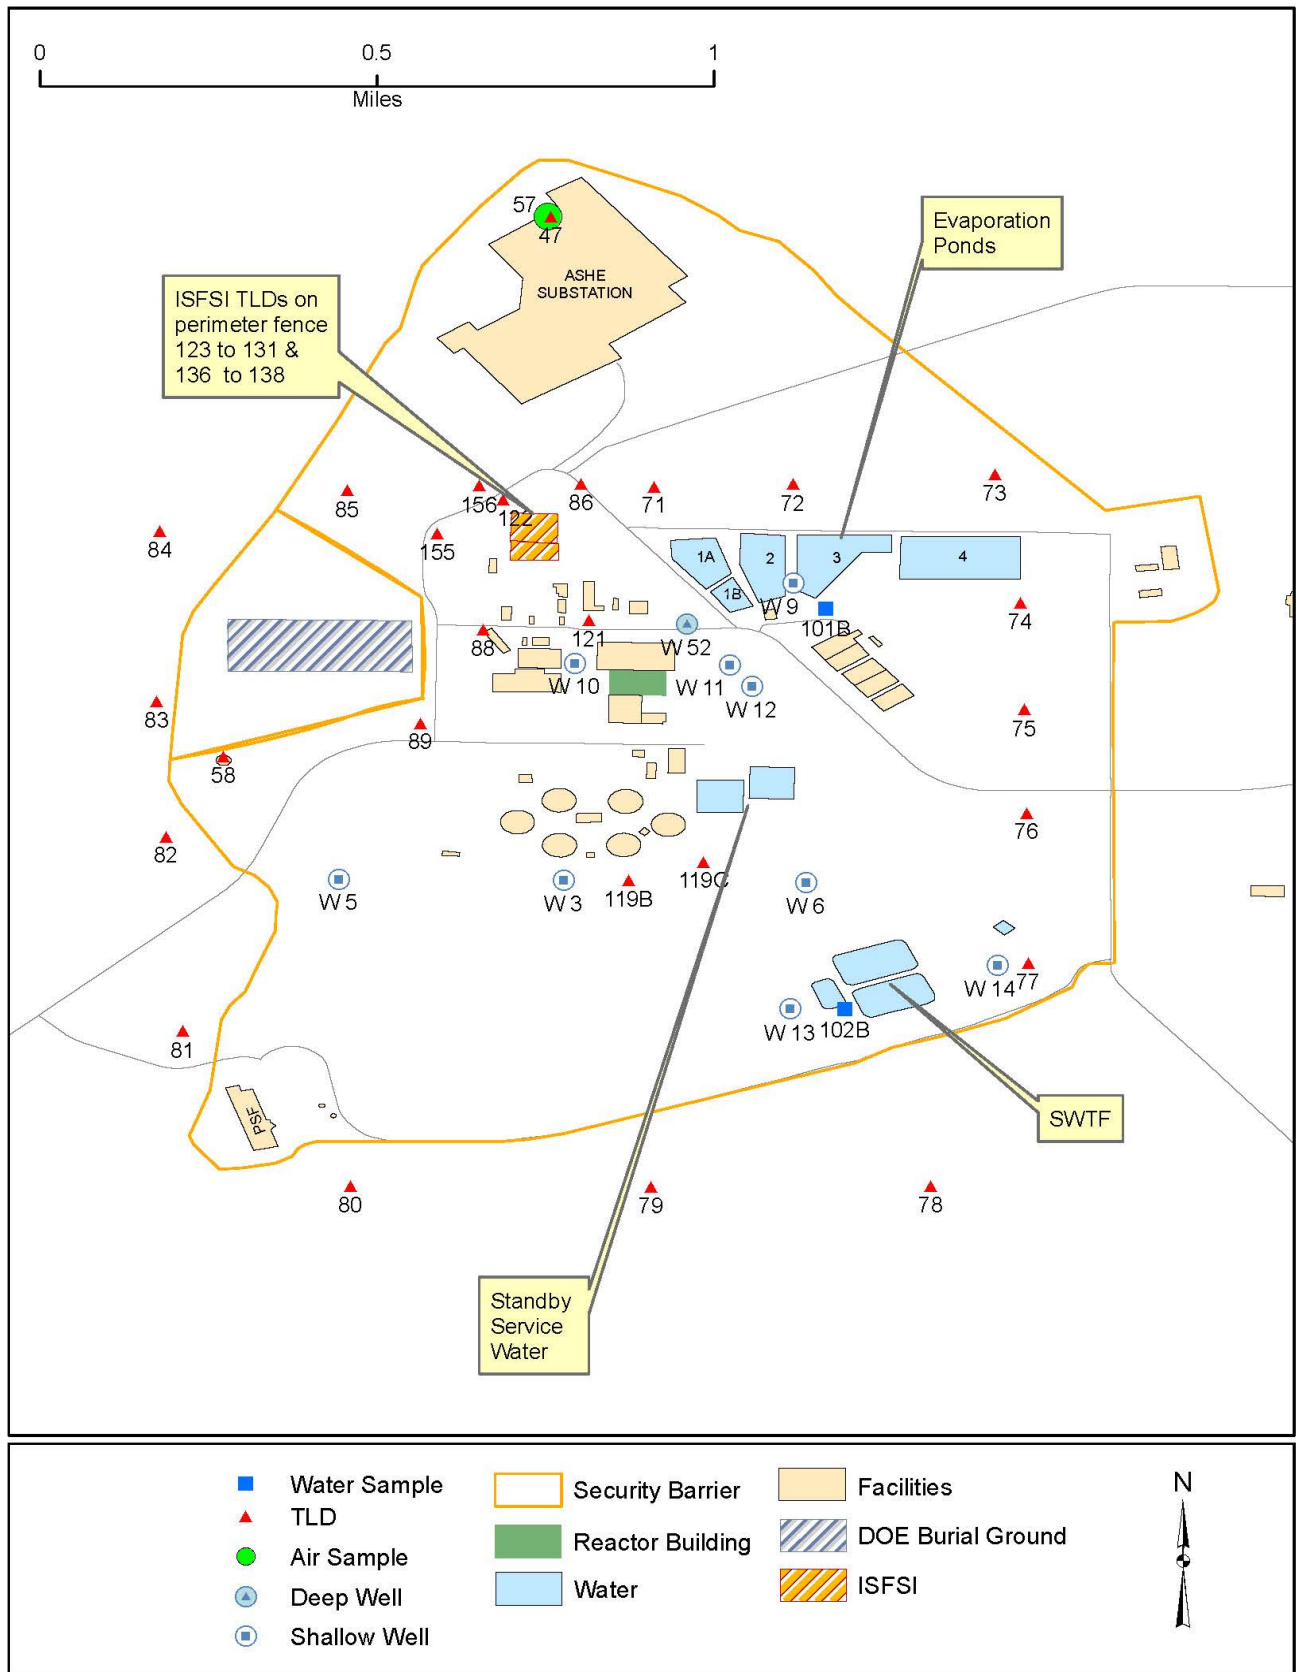 0
0.5
1
Miles
57
47
ASHE
SUBSTATION
Evaporation
Ponds
ISFSI TLDs on
perimeter fence
123 to 131 &
136 to 138
85
156
122
86
71
72
73
84
155
1A
1B
2
3
4
W 9
101B
74
88
121
W 52
W 10
W 11
W 12
83
89
75
58
82
76
W 5
W 3
119B
119C
W 6
W 14
77
W 13
102B
81
PSF
SWTF
80
79
78
Standby
Service
Water
Water Sample
TLD
Air Sample
Deep Well
Shallow Well
Security Barrier
Reactor Building
Water
Facilities
DOE Burial Ground
ISFSI
N